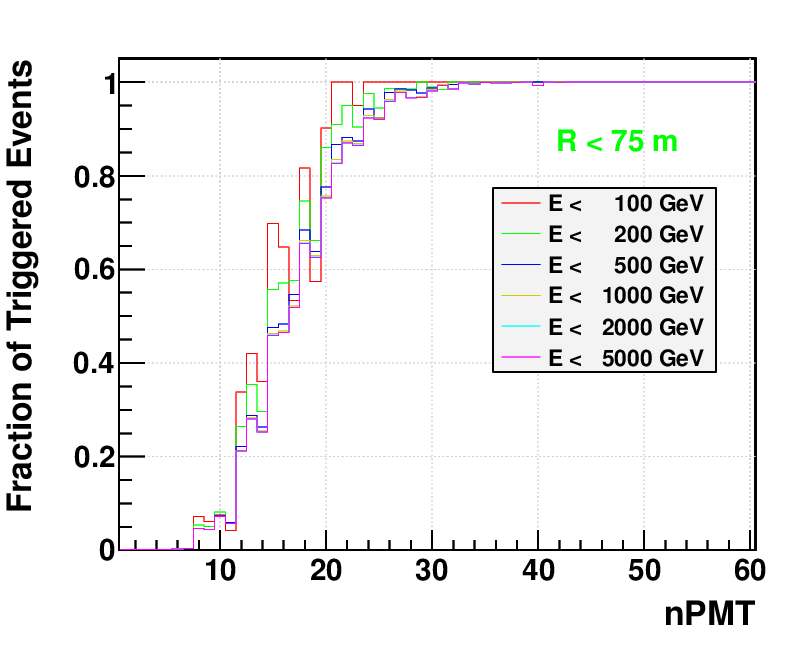 Fraction of Triggered Events
1
0.8
0.6
0.4
0.2
0
10 20 30 40 50 60
nPMT
R < 75 m
E < 100 GeV
E < 200 GeV
E < 500 GeV
E < 1000 GeV
E < 2000 GeV
E < 5000 GeV